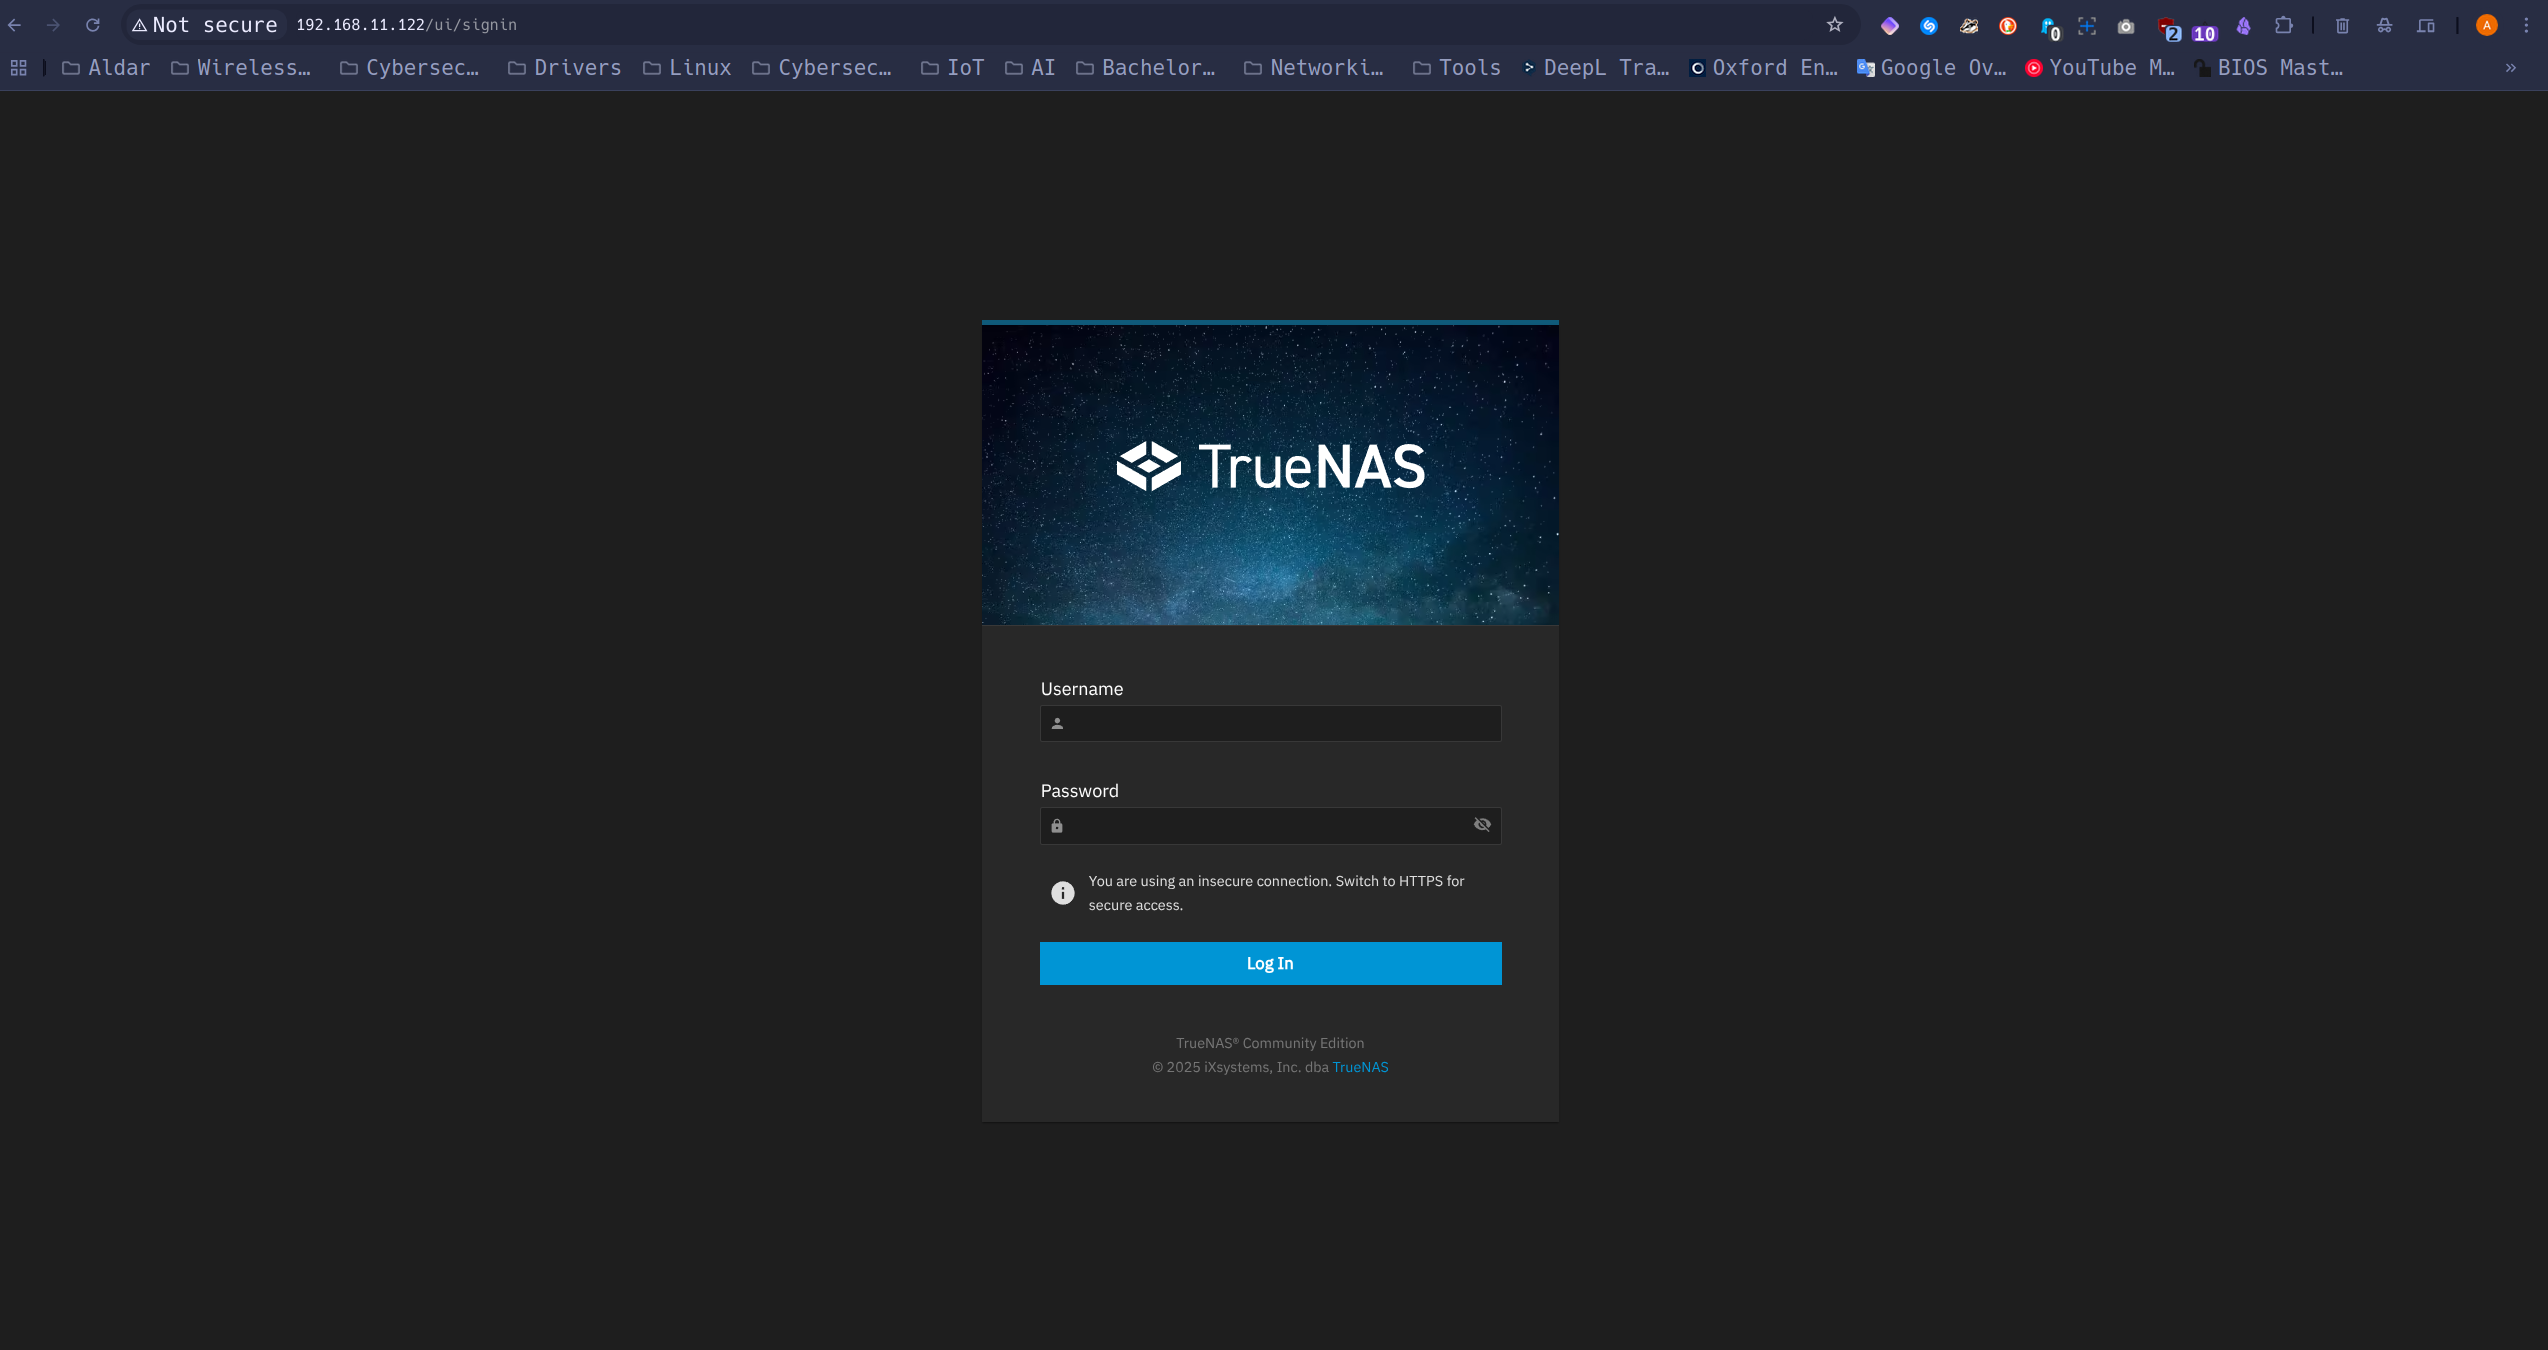 Not secure 192.168.11.122/ui/signin
0 2 10 A
Aldar Wireless… Cybersec… Drivers Linux Cybersec… IoT AI Bachelor… Networki… Tools DeepL Tra… Oxford En… Google Ov… YouTube M… BIOS Mast… »
TrueNAS
Username
Password
You are using an insecure connection. Switch to HTTPS for
secure access.
Log In
TrueNAS® Community Edition
© 2025 iXsystems, Inc. dba TrueNAS